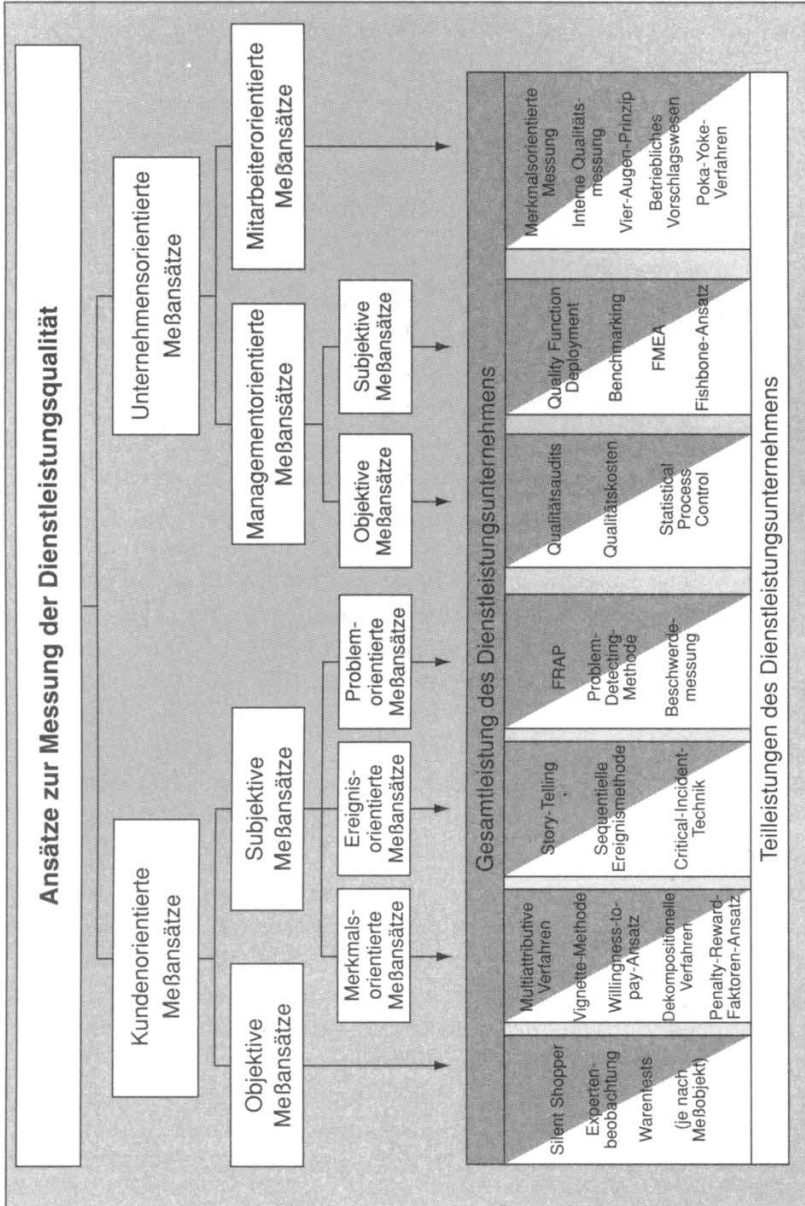 Ansätze zur Messung der Dienstleistungsqualität
Kundenorientierte
Meßansätze
Unternehmensorientierte
Meßansätze
Objektive
Meßansätze
Subjektive
Meßansätze
Managementorientierte
Meßansätze
Mitarbeiterorientierte
Meßansätze
Merkmals-
orientierte
Meßansätze
Ereignis-
orientierte
Meßansätze
Problem-
orientierte
Meßansätze
Objektive
Meßansätze
Subjektive
Meßansätze
Gesamtleistung des Dienstleistungsunternehmens
Silent Shopper
Experten-
beobachtung
Warentests
(je nach
Meßobjekt)
Multiattributive
Verfahren
Vignette-Methode
Willingness-to-
pay-Ansatz
Dekompositionelle
Verfahren
Penalty-Reward-
Faktoren-Ansatz
Story-Telling
Sequentielle
Ereignismethode
Critical-Incident-
Technik
FRAP
Problem-
Detecting-
Methode
Beschwerde-
messung
Qualitätsaudits
Qualitätskosten
Statistical
Process
Control
Quality Function
Deployment
Benchmarking
FMEA
Fishbone-Ansatz
Merkmalsorientierte
Messung
Interne Qualitäts-
messung
Vier-Augen-Prinzip
Betriebliches
Vorschlagswesen
Poka-Yoke-
Verfahren
Teilleistungen des Dienstleistungsunternehmens